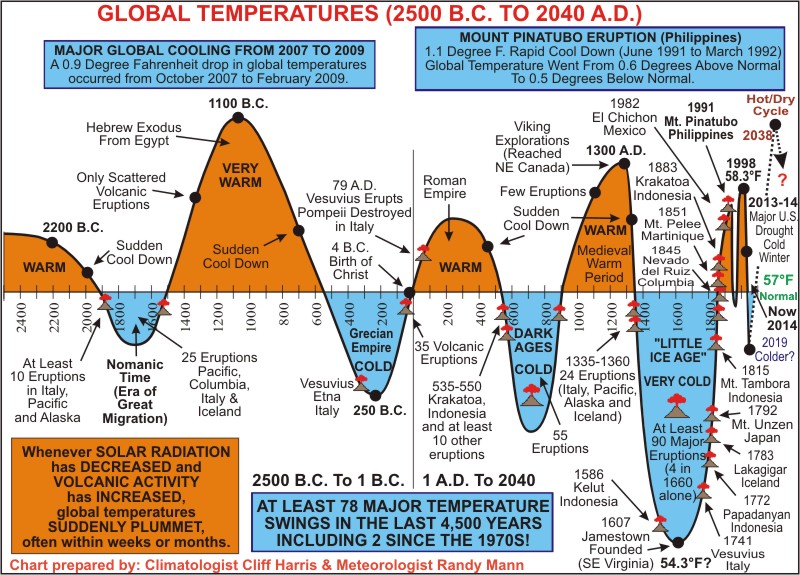 GLOBAL TEMPERATURES (2500 B.C. TO 2040 A.D.)
MAJOR GLOBAL COOLING FROM 2007 TO 2009
A 0.9 Degree Fahrenheit drop in global temperatures
occurred from October 2007 to February 2009.
MOUNT PINATUBO ERUPTION (Philippines)
1.1 Degree F. Rapid Cool Down (June 1991 to March 1992)
Global Temperature Went From 0.6 Degrees Above Normal
To 0.5 Degrees Below Normal.
1100 B.C.
Hebrew Exodus
From Egypt
VERY
WARM
Only Scattered
Volcanic
Eruptions
2200 B.C.
Sudden
Cool Down
WARM
Sudden
Cool Down
79 A.D.
Vesuvius Erupts
Pompeii Destroyed
in Italy
4 B.C.
Birth of
Christ
Roman
Empire
WARM
Viking
Explorations
(Reached
NE Canada)
1300 A.D.
Few Eruptions
Sudden
Cool Down
WARM
Medieval
Warm
Period
1982
El Chichon
Mexico
1991
Mt. Pinatubo
Philippines
Hot/Dry
Cycle
2038
?
1998
58.3°F
1883
Krakatoa
Indonesia
1851
Mt. Pelee
Martinique
1845
Nevado
del Ruiz
Columbia
2013-14
Major U.S.
Drought
Cold
Winter
57°F
Normal
Now
2014
2019
Colder?
2400
2200
2000
1800
1600
1400
1200
1000
800
600
400
200
200
400
600
800
1000
1200
1400
1600
1800
At Least
10 Eruptions
in Italy,
Pacific
and Alaska
Nomanic
Time
(Era of
Great
Migration)
25 Eruptions
Pacific,
Columbia,
Italy &
Iceland
Grecian
Empire
COLD
Vesuvius
Etna
Italy
250 B.C.
35 Volcanic
Eruptions
535-550
Krakatoa,
Indonesia
and at least
10 other
eruptions
DARK
AGES
COLD
55
Eruptions
1335-1360
24 Eruptions
(Italy, Pacific,
Alaska and
Iceland)
"LITTLE
ICE AGE"
VERY COLD
At Least
90 Major
Eruptions
(4 in
1660
alone)
1815
Mt. Tambora
Indonesia
1792
Mt. Unzen
Japan
1783
Lakagigar
Iceland
1772
Papadanyan
Indonesia
1741
Vesuvius
Italy
1586
Kelut
Indonesia
1607
Jamestown
Founded
(SE Virginia)
54.3°F?
Whenever SOLAR RADIATION
has DECREASED and
VOLCANIC ACTIVITY
has INCREASED,
global temperatures
SUDDENLY PLUMMET,
often within weeks or months.
2500 B.C. To 1 B.C.
1 A.D. To 2040
AT LEAST 78 MAJOR TEMPERATURE
SWINGS IN THE LAST 4,500 YEARS
INCLUDING 2 SINCE THE 1970S!
Chart prepared by: Climatologist Cliff Harris & Meteorologist Randy Mann